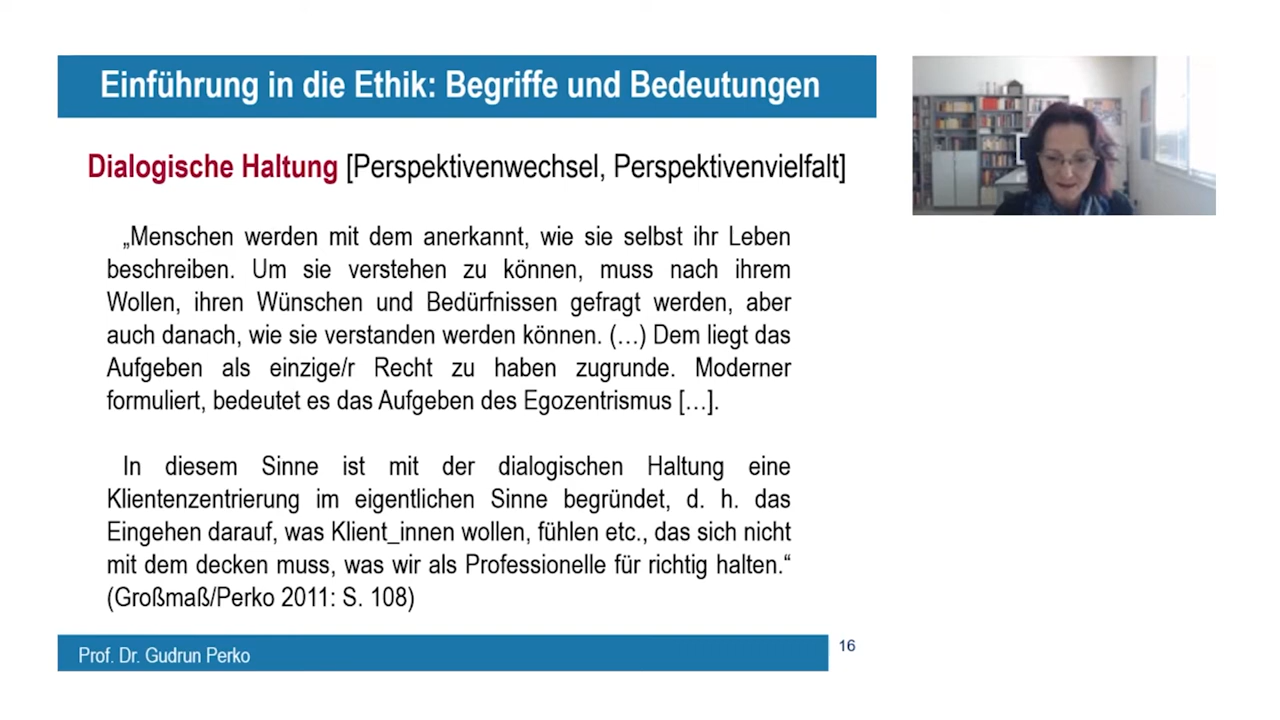 Einführung in die Ethik: Begriffe und Bedeutungen
Dialogische Haltung [Perspektivenwechsel, Perspektivenvielfalt]
„Menschen werden mit dem anerkannt, wie sie selbst ihr Leben
beschreiben. Um sie verstehen zu können, muss nach ihrem
Wollen, ihren Wünschen und Bedürfnissen gefragt werden, aber
auch danach, wie sie verstanden werden können. (…) Dem liegt das
Aufgeben als einzige/r Recht zu haben zugrunde. Moderner
formuliert, bedeutet es das Aufgeben des Egozentrismus […].
In diesem Sinne ist mit der dialogischen Haltung eine
Klientenzentrierung im eigentlichen Sinne begründet, d. h. das
Eingehen darauf, was Klient_innen wollen, fühlen etc., das sich nicht
mit dem decken muss, was wir als Professionelle für richtig halten.“
(Großmaß/Perko 2011: S. 108)
Prof. Dr. Gudrun Perko
16